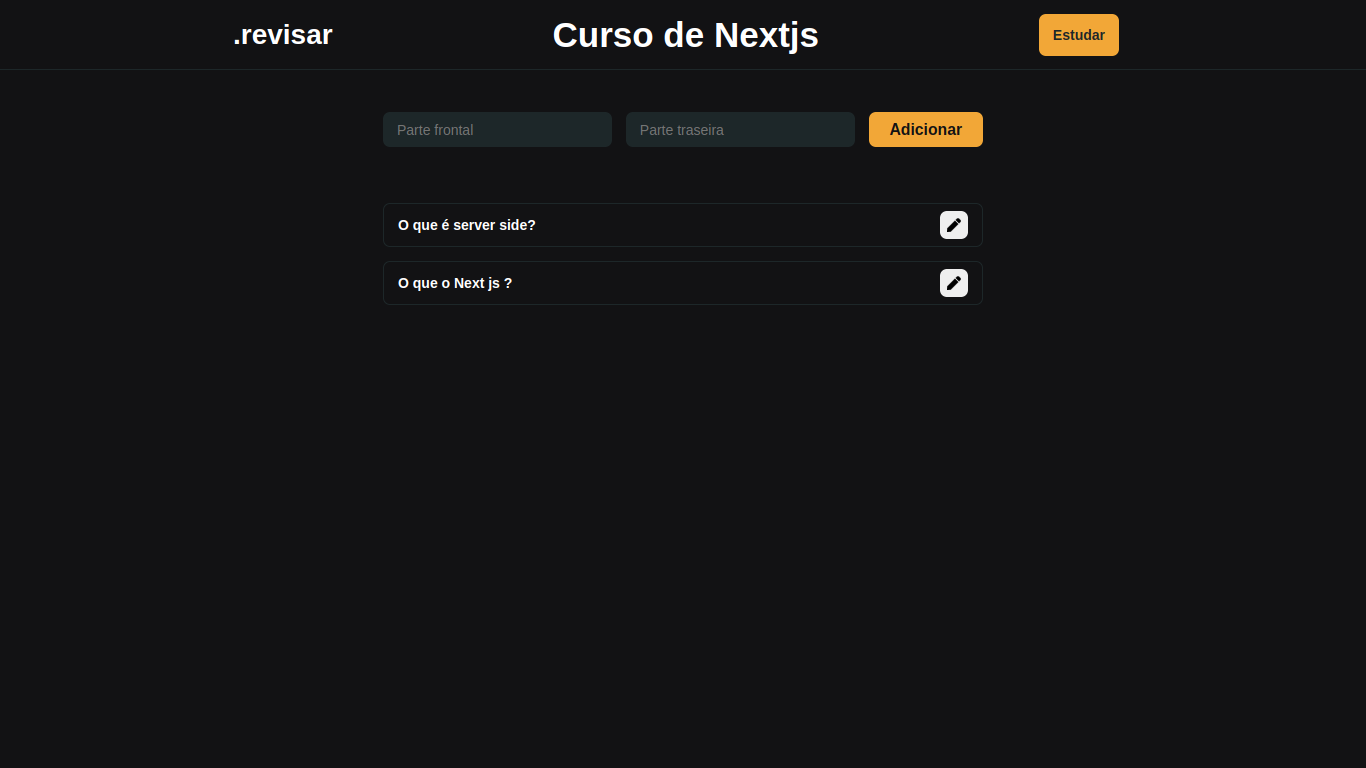 .revisar
Curso de Nextjs
Estudar
Parte frontal
Parte traseira
Adicionar
O que é server side?
O que o Next js ?